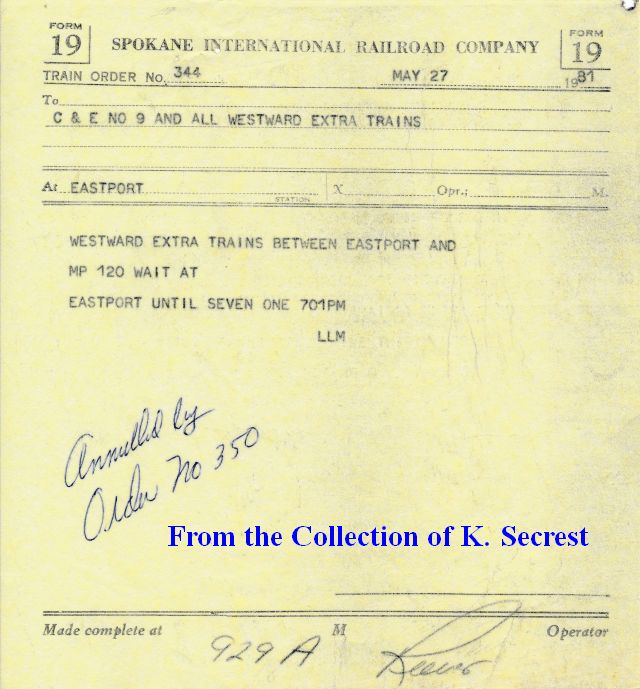 FORM 19 SPOKANE INTERNATIONAL RAILROAD COMPANY FORM 19
TRAIN ORDER No. 344 MAY 27 1981
To
C & E NO 9 AND ALL WESTWARD EXTRA TRAINS
At EASTPORT STATION X Opr.; M.
WESTWARD EXTRA TRAINS BETWEEN EASTPORT AND
MP 120 WAIT AT
EASTPORT UNTIL SEVEN ONE 701PM
LLM
Annulled by
Order No 350
From the Collection of K. Secrest
Made complete at 929 A M Operator